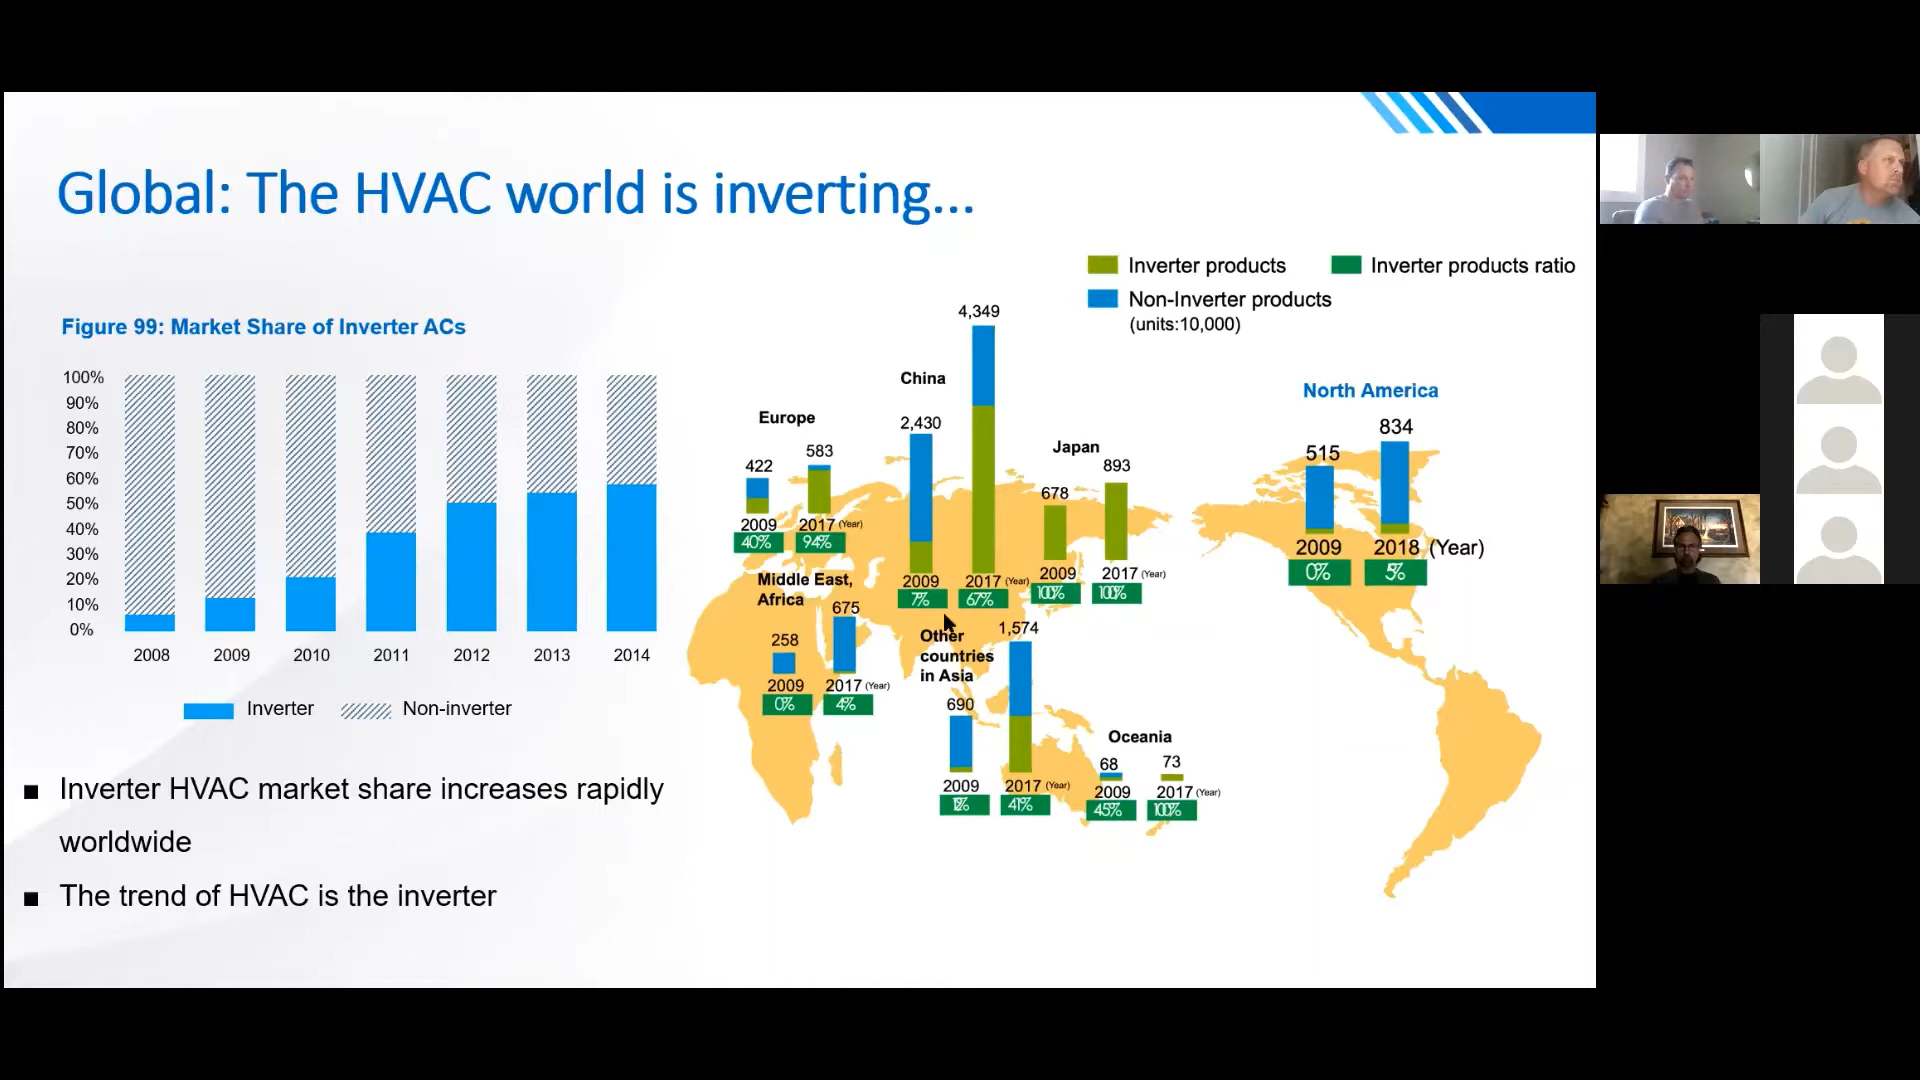 Global: The HVAC world is inverting...
Inverter products
Inverter products ratio
Non-Inverter products
(units:10,000)
Figure 99: Market Share of Inverter ACs
100%
90%
80%
70%
60%
50%
40%
30%
20%
10%
0%
2008 2009 2010 2011 2012 2013 2014
Inverter Non-inverter
Inverter HVAC market share increases rapidly
worldwide
The trend of HVAC is the inverter
Europe
422 583
2009 2017 (Year)
40% 94%
China
2,430 4,349
2009 2017 (Year)
7% 67%
Japan
678 893
2009 2017 (Year)
100% 100%
North America
515 834
2009 2018 (Year)
0% 5%
Middle East,
Africa
258 675
2009 2017 (Year)
0% 4%
Other
countries
in Asia
690 1,574
2009 2017 (Year)
41%
Oceania
68 73
2009 2017 (Year)
45% 100%